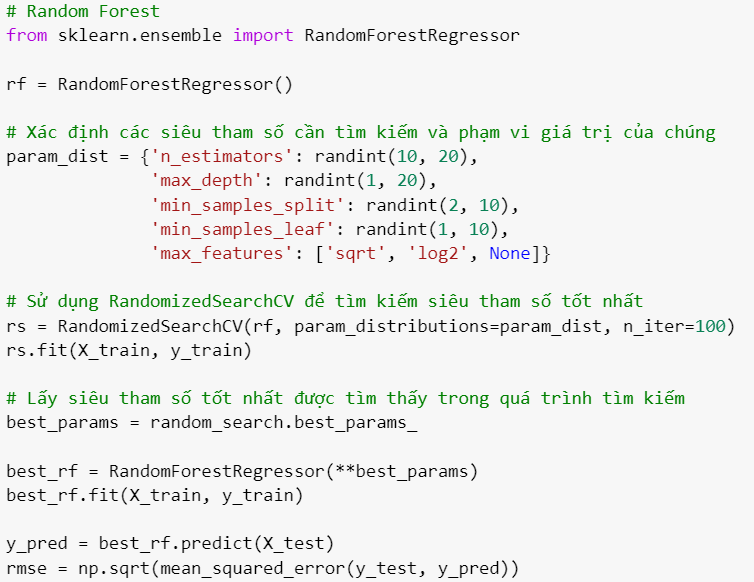 # Random Forest
from sklearn.ensemble import RandomForestRegressor
rf = RandomForestRegressor()
# Xác định các siêu tham số cần tìm kiếm và phạm vi giá trị của chúng
param_dist = {'n_estimators': randint(10, 20),
'max_depth': randint(1, 20),
'min_samples_split': randint(2, 10),
'min_samples_leaf': randint(1, 10),
'max_features': ['sqrt', 'log2', None]}
# Sử dụng RandomizedSearchCV để tìm kiếm siêu tham số tốt nhất
rs = RandomizedSearchCV(rf, param_distributions=param_dist, n_iter=100)
rs.fit(X_train, y_train)
# Lấy siêu tham số tốt nhất được tìm thấy trong quá trình tìm kiếm
best_params = random_search.best_params_
best_rf = RandomForestRegressor(**best_params)
best_rf.fit(X_train, y_train)
y_pred = best_rf.predict(X_test)
rmse = np.sqrt(mean_squared_error(y_test, y_pred))